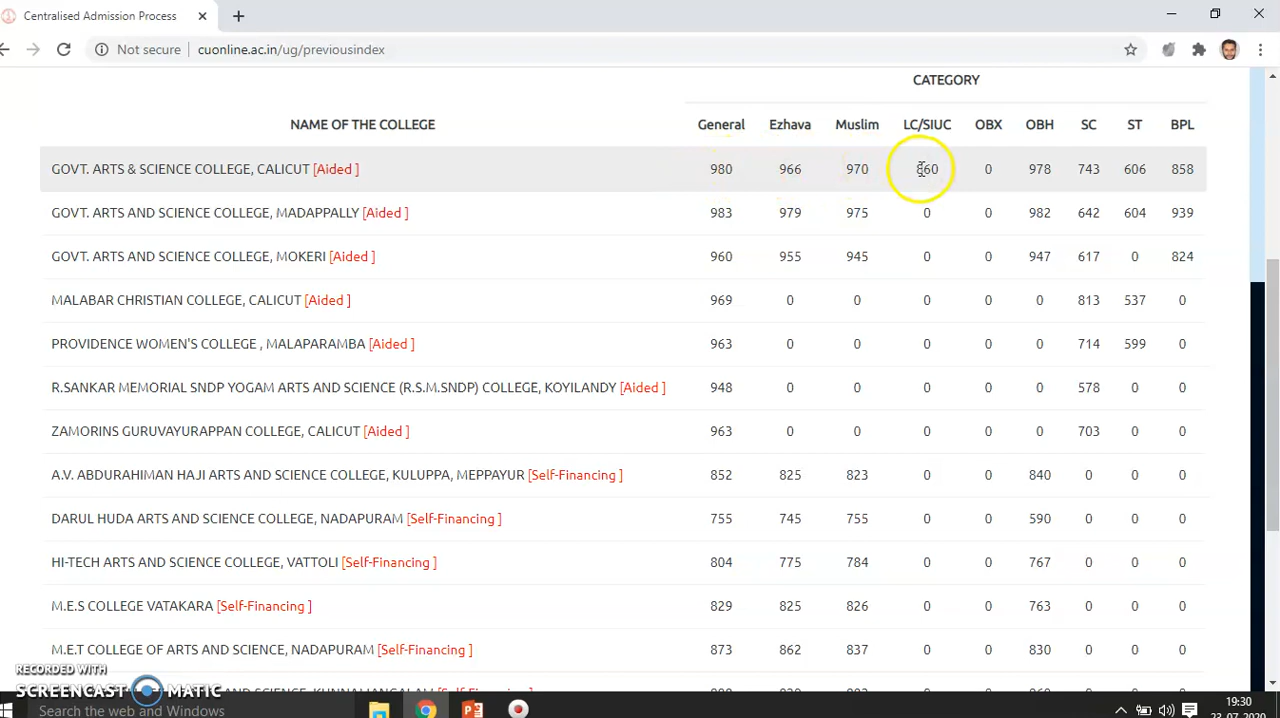 Centralised Admission Process
Not secure cuonline.ac.in/ug/previousindex
CATEGORY
NAME OF THE COLLEGE General Ezhava Muslim LC/SIUC OBX OBH SC ST BPL
GOVT. ARTS & SCIENCE COLLEGE, CALICUT [Aided ] 980 966 970 0 978 743 606 858
GOVT. ARTS AND SCIENCE COLLEGE, MADAPPALLY [Aided ] 983 979 975 0 0 982 642 604 939
GOVT. ARTS AND SCIENCE COLLEGE, MOKERI [Aided ] 960 955 945 0 0 947 617 0 824
MALABAR CHRISTIAN COLLEGE, CALICUT [Aided ] 969 0 0 0 0 0 813 537 0
PROVIDENCE WOMEN'S COLLEGE , MALAPARAMBA [Aided ] 963 0 0 0 0 0 714 599 0
R.SANKAR MEMORIAL SNDP YOGAM ARTS AND SCIENCE (R.S.M.SNDP) COLLEGE, KOYILANDY [Aided ] 948 0 0 0 0 0 578 0 0
ZAMORINS GURUVAYURAPPAN COLLEGE, CALICUT [Aided ] 963 0 0 0 0 0 703 0 0
A.V. ABDURAHIMAN HAJI ARTS AND SCIENCE COLLEGE, KULUPPA, MEPPAYUR [Self-Financing ] 852 825 823 0 0 840 0 0 0
DARUL HUDA ARTS AND SCIENCE COLLEGE, NADAPURAM [Self-Financing ] 755 745 755 0 0 590 0 0 0
HI-TECH ARTS AND SCIENCE COLLEGE, VATTOLI [Self-Financing ] 804 775 784 0 0 767 0 0 0
M.E.S COLLEGE VATAKARA [Self-Financing ] 829 825 826 0 0 763 0 0 0
M.E.T COLLEGE OF ARTS AND SCIENCE, NADAPURAM [Self-Financing ] 873 862 837 0 0 830 0 0 0
RECORDED WITH
SCREENCAST MATIC
Search the web and Windows
19:30
23-07-2020